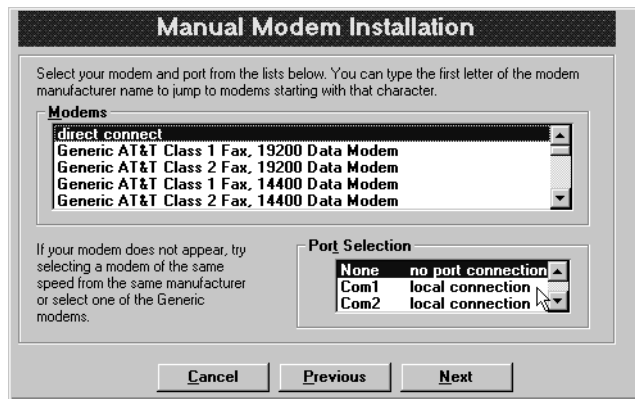 Manual Modem Installation
Select your modem and port from the lists below. You can type the first letter of the modem
manufacturer name to jump to modems starting with that character.
Modems
direct connect
Generic AT&T Class 1 Fax, 19200 Data Modem
Generic AT&T Class 2 Fax, 19200 Data Modem
Generic AT&T Class 1 Fax, 14400 Data Modem
Generic AT&T Class 2 Fax, 14400 Data Modem
If your modem does not appear, try
selecting a modem of the same
speed from the same manufacturer
or select one of the Generic
modems.
Port Selection
None no port connection
Com1 local connection
Com2 local connection
Cancel Previous Next